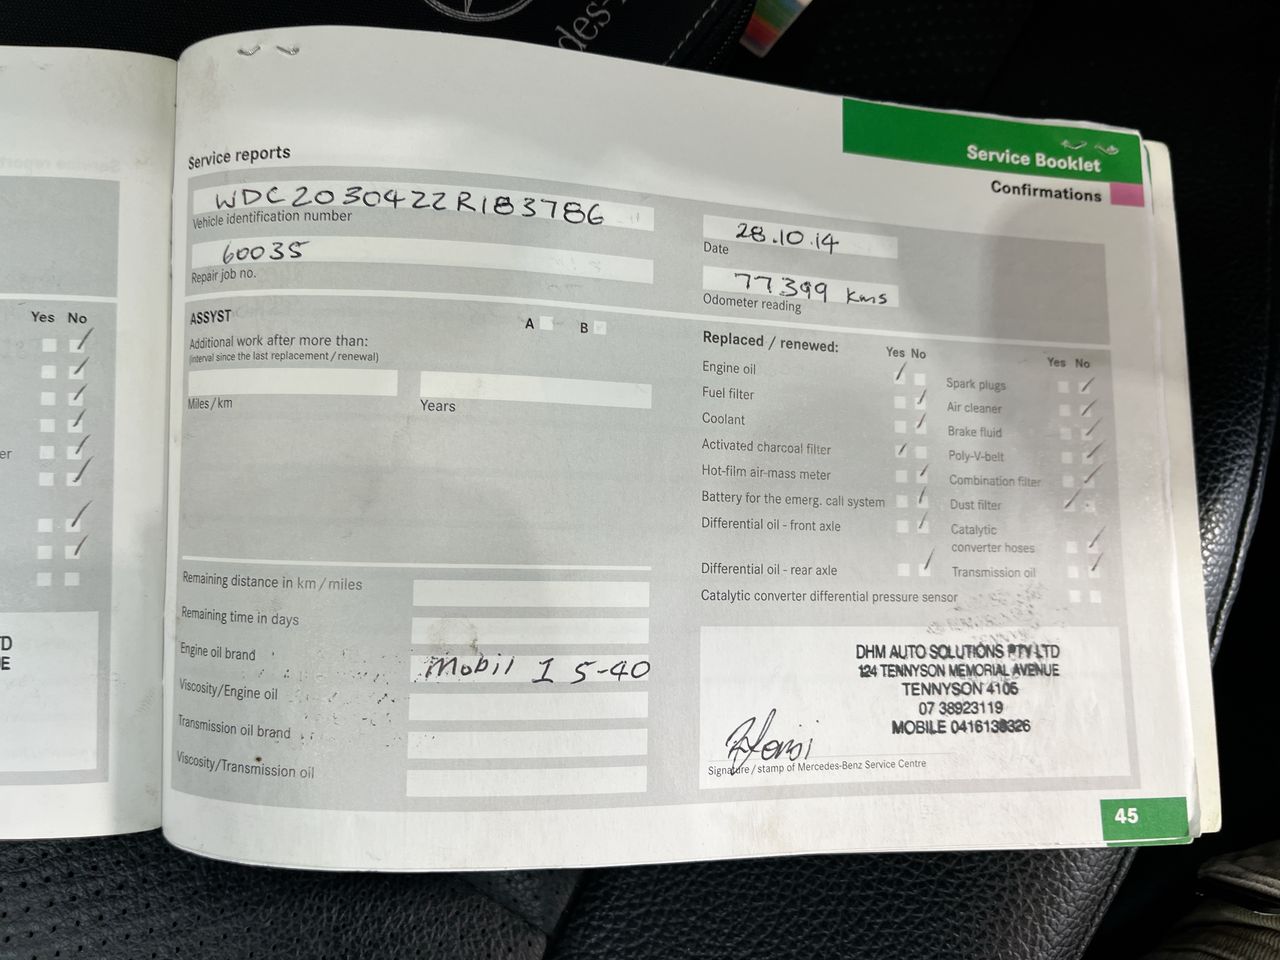 des-
Service Booklet
Confirmations
Service reports
WDC2030422R183786
Vehicle identification number
60035
Repair job no.
28.10.14
Date
77399 kms
Odometer reading
ASSYST
A B
Additional work after more than:
(interval since the last replacement / renewal)
Miles/km
Years
Replaced / renewed:
Yes No
Engine oil
Fuel filter
Coolant
Activated charcoal filter
Hot-film air-mass meter
Battery for the emerg. call system
Differential oil - front axle
Differential oil - rear axle
Catalytic converter differential pressure sensor
Yes No
Spark plugs
Air cleaner
Brake fluid
Poly-V-belt
Combination filter
Dust filter
Catalytic
converter hoses
Transmission oil
Remaining distance in km/miles
Remaining time in days
Engine oil brand
Mobil 1 5-40
Viscosity/Engine oil
Transmission oil brand
Viscosity/Transmission oil
DHM AUTO SOLUTIONS PTY LTD
124 TENNYSON MEMORIAL AVENUE
TENNYSON 4105
07 38923119
MOBILE 0416138326
Signature / stamp of Mercedes-Benz Service Centre
45
Yes No
er
D
E